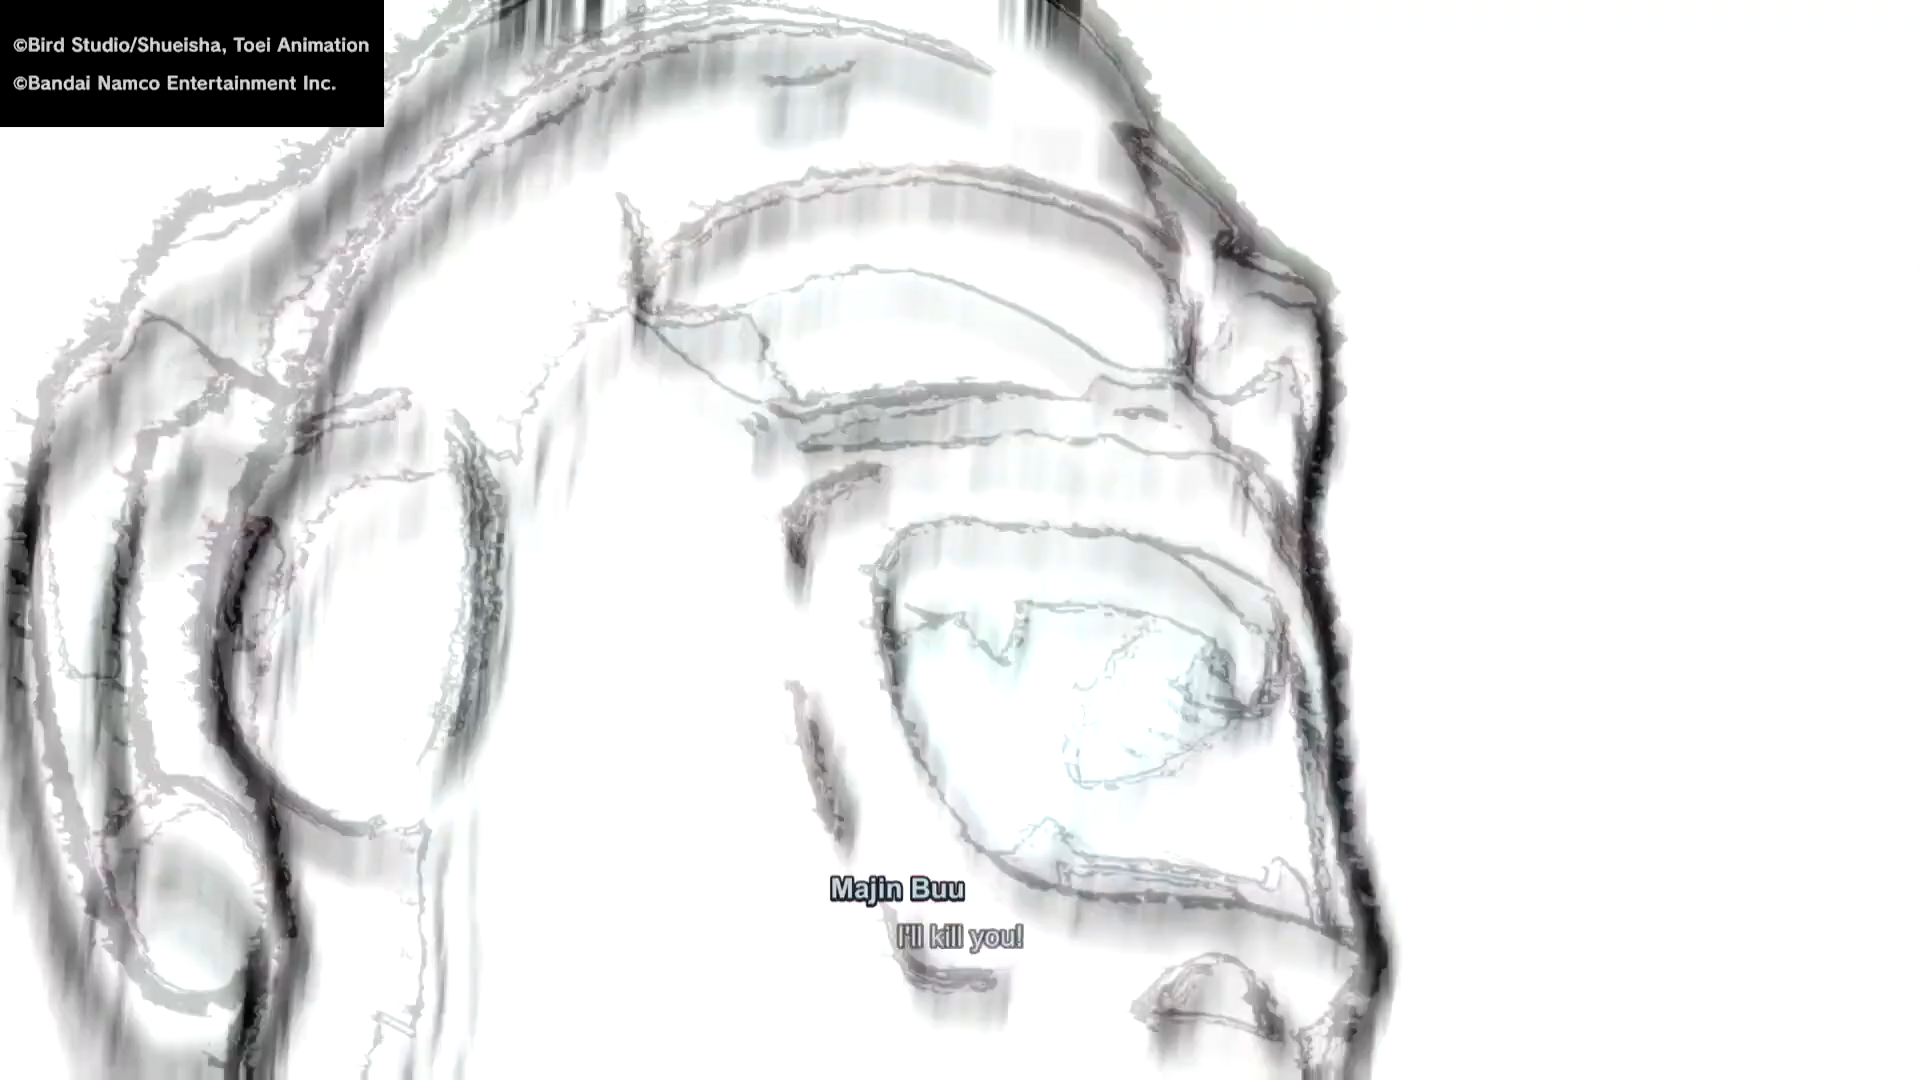 ©Bird Studio/Shueisha, Toei Animation
©Bandai Namco Entertainment Inc.
Majin Buu
I'll kill you!